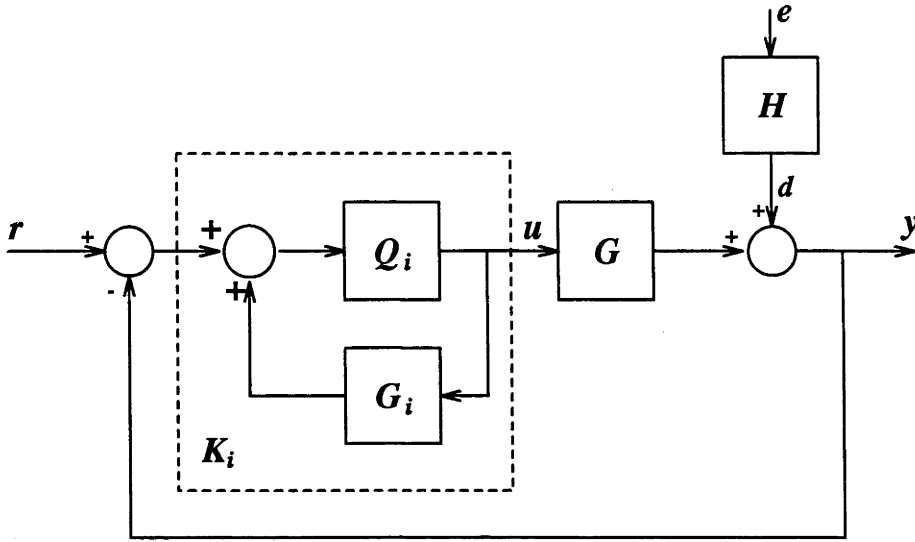 e
H
d
+
r
+
-
+
+
Q_i
u
G
+
y
G_i
K_i